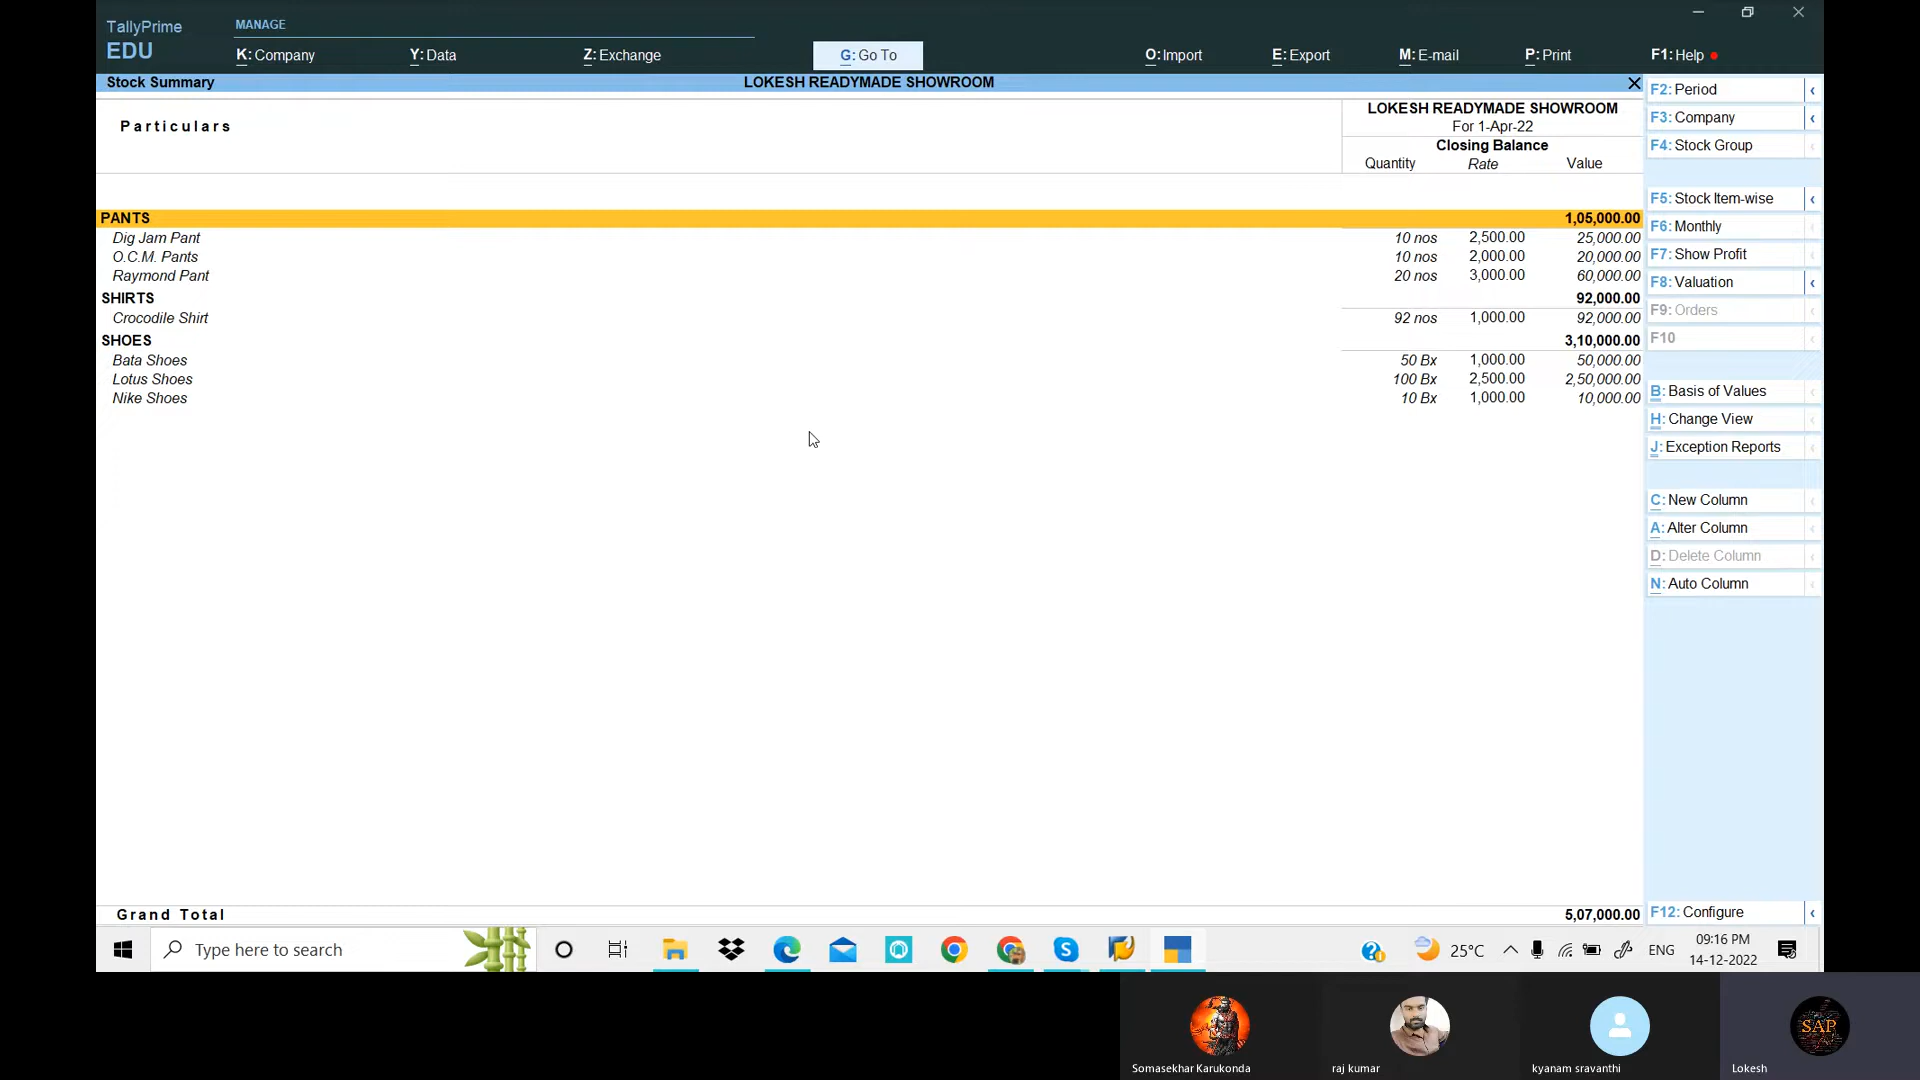 TallyPrime
EDU
MANAGE
K: Company
Y: Data
Z: Exchange
G: Go To
O: Import
E: Export
M: E-mail
P: Print
F1: Help
Stock Summary
LOKESH READYMADE SHOWROOM
Particulars
LOKESH READYMADE SHOWROOM
For 1-Apr-22
Closing Balance
Quantity Rate Value
PANTS 1,05,000.00
Dig Jam Pant 10 nos 2,500.00 25,000.00
O.C.M. Pants 10 nos 2,000.00 20,000.00
Raymond Pant 20 nos 3,000.00 60,000.00
SHIRTS 92,000.00
Crocodile Shirt 92 nos 1,000.00 92,000.00
SHOES 3,10,000.00
Bata Shoes 50 Bx 1,000.00 50,000.00
Lotus Shoes 100 Bx 2,500.00 2,50,000.00
Nike Shoes 10 Bx 1,000.00 10,000.00
Grand Total 5,07,000.00
F2: Period
F3: Company
F4: Stock Group
F5: Stock Item-wise
F6: Monthly
F7: Show Profit
F8: Valuation
F9: Orders
F10
B: Basis of Values
H: Change View
J: Exception Reports
C: New Column
A: Alter Column
D: Delete Column
N: Auto Column
F12: Configure
Type here to search
25°C
ENG
09:16 PM
14-12-2022
SAP
Somasekhar Karukonda
raj kumar
kyanam sravanthi
Lokesh